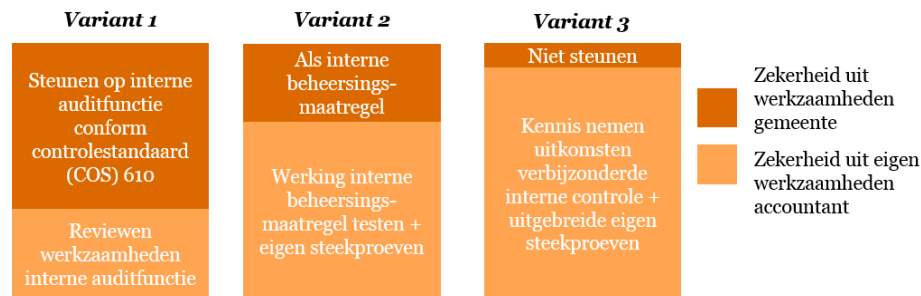 Variant 1
Steunen op interne
auditfunctie
conform
controlestandaard
(COS) 610
Reviewen
werkzaamheden
interne auditfunctie
Variant 2
Als interne
beheersings-
maatregel
Werking interne
beheersings-
maatregel testen +
eigen steekproeven
Variant 3
Niet steunen
Kennis nemen
uitkomsten
verbijzonderde
interne controle +
uitgebreide eigen
steekproeven
Zekerheid uit
werkzaamheden
gemeente
Zekerheid uit eigen
werkzaamheden
accountant